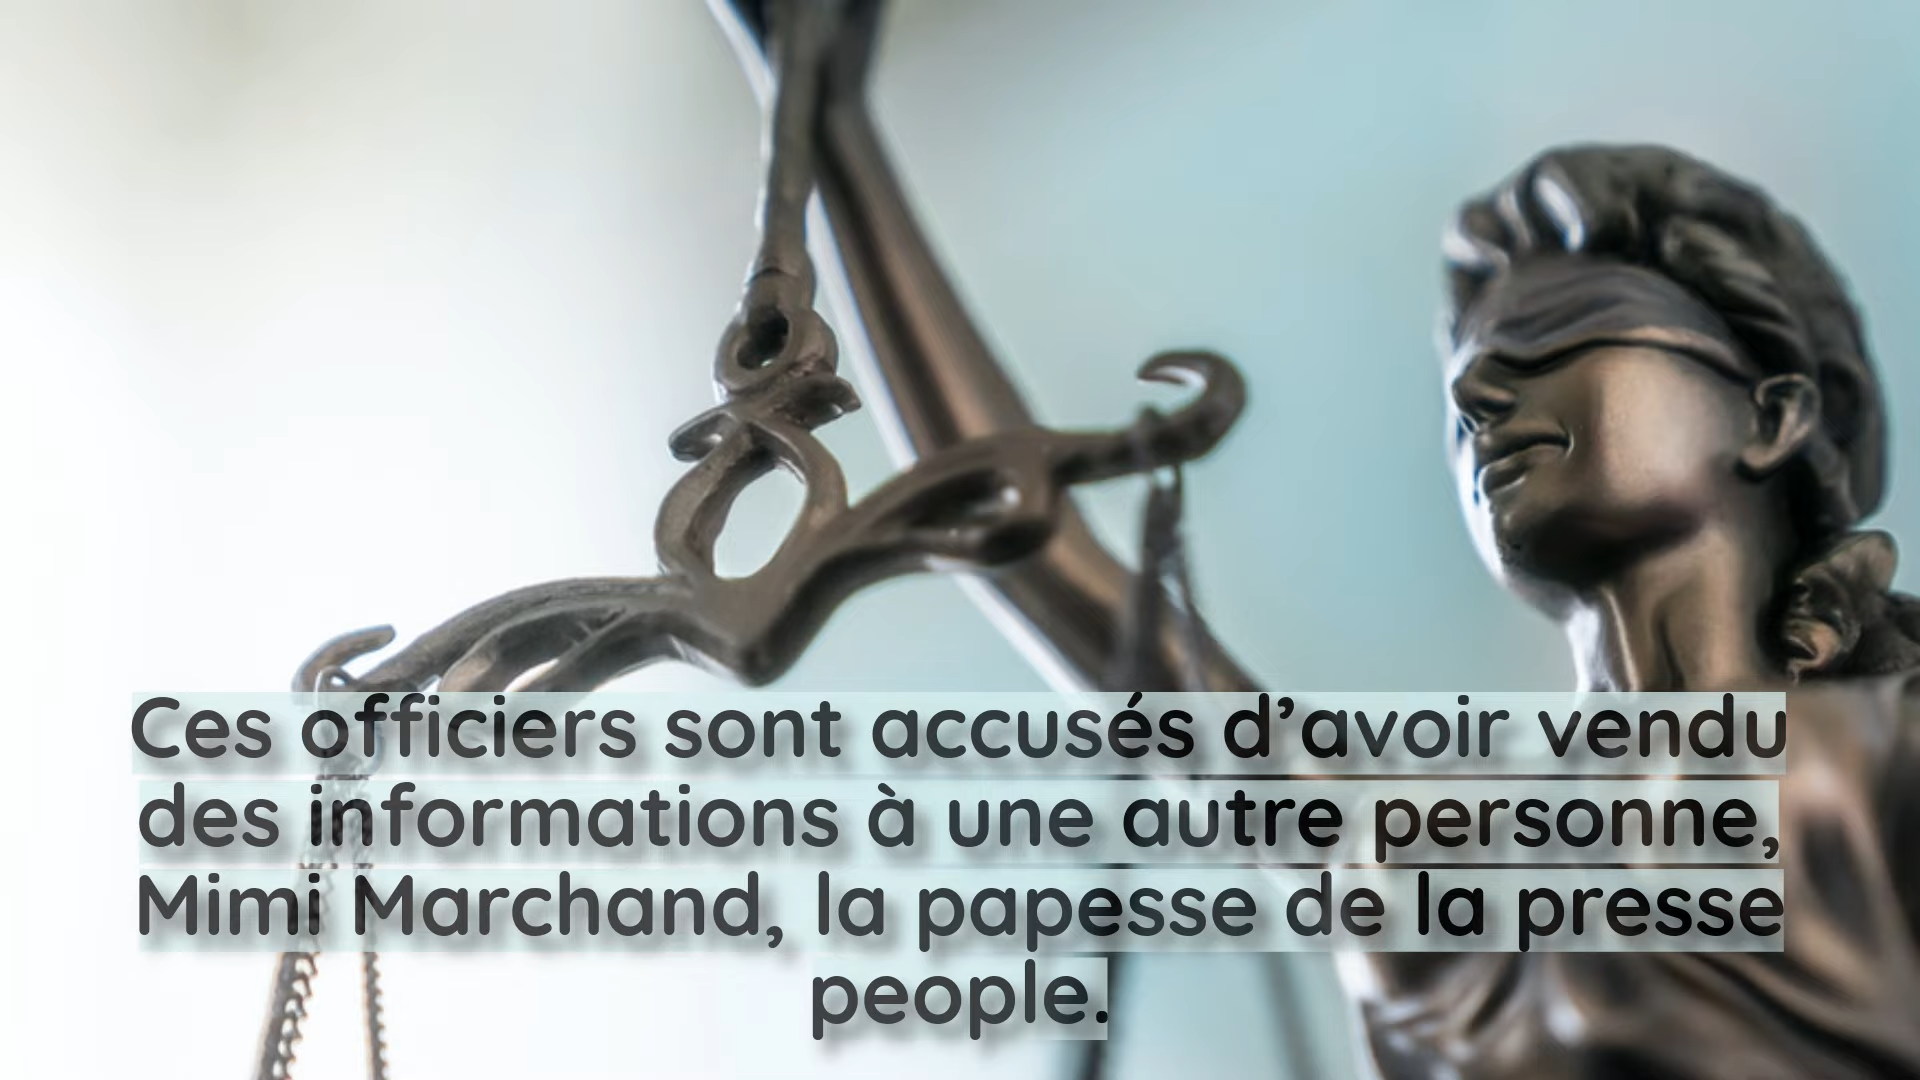 Ces officiers sont accusés d’avoir vendu
des informations à une autre personne,
Mimi Marchand, la papesse de la presse
people.